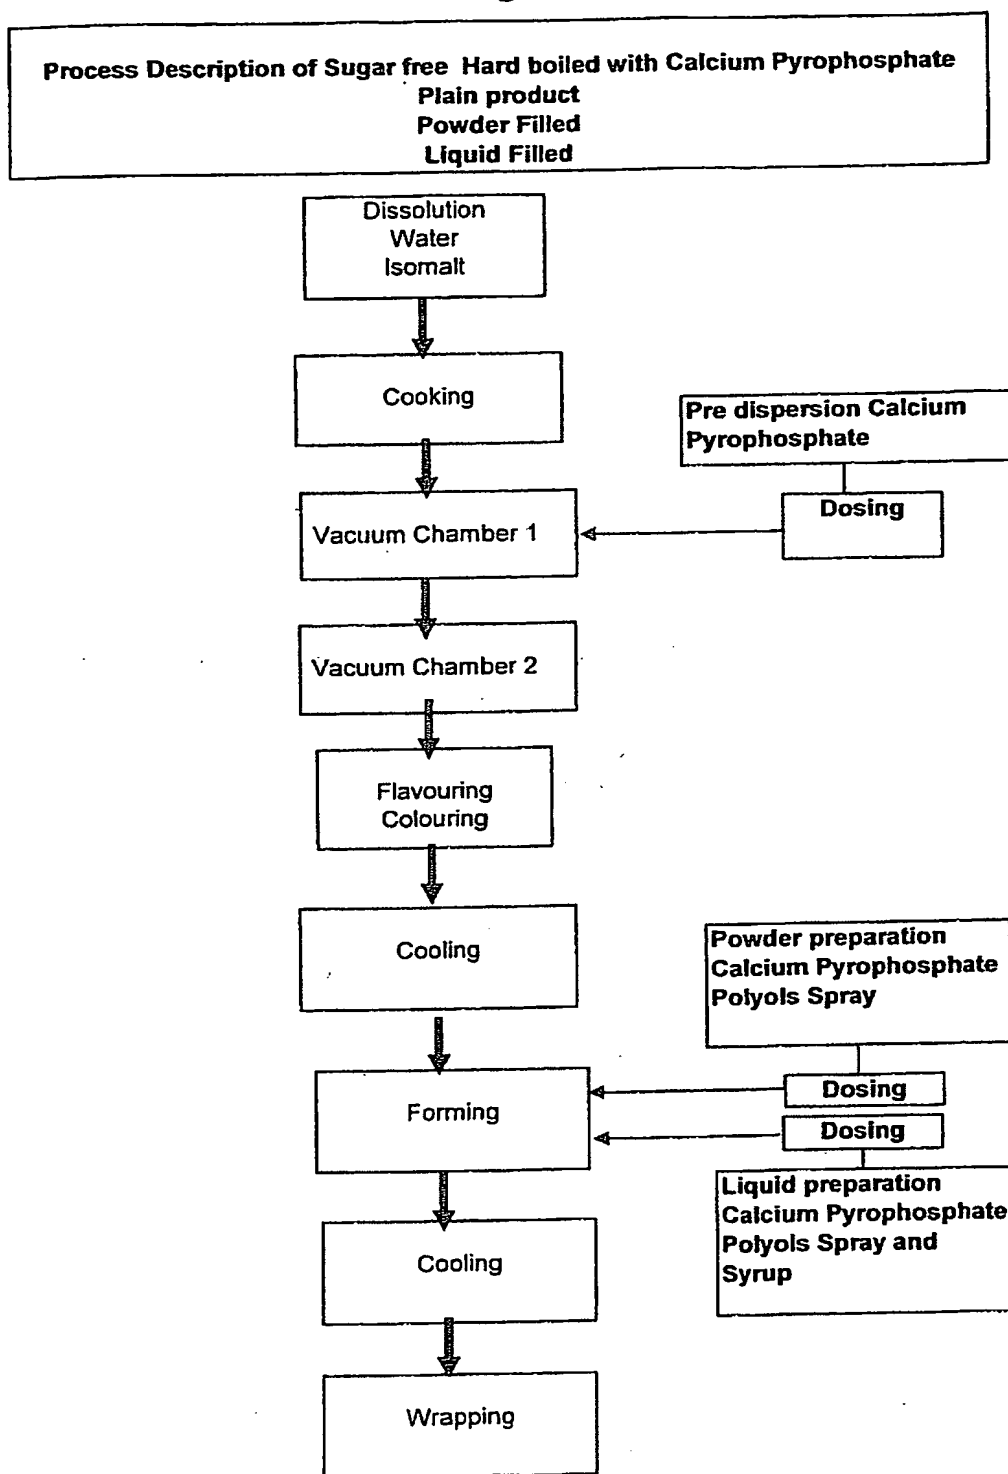 Process Description of Sugar free Hard boiled with Calcium Pyrophosphate
Plain product
Powder Filled
Liquid Filled
Dissolution
Water
Isomalt
Cooking
Pre dispersion Calcium
Pyrophosphate
Dosing
Vacuum Chamber 1
Vacuum Chamber 2
Flavouring
Colouring
Cooling
Powder preparation
Calcium Pyrophosphate
Polyols Spray
Dosing
Forming
Dosing
Liquid preparation
Calcium Pyrophosphate
Polyols Spray and
Syrup
Cooling
Wrapping